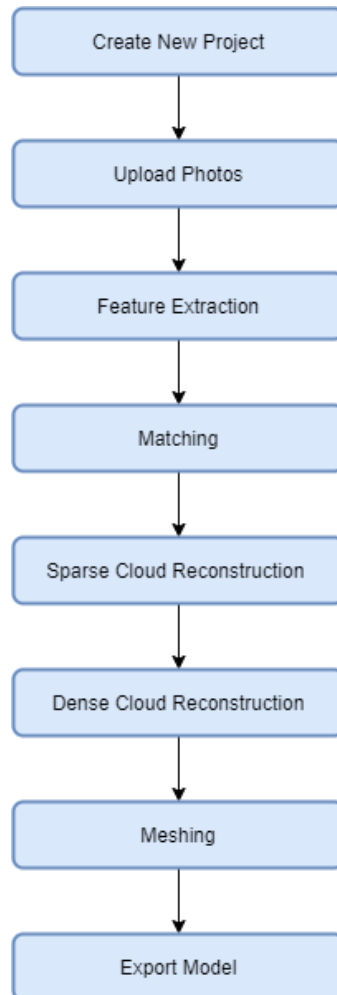 Create New Project
Upload Photos
Feature Extraction
Matching
Sparse Cloud Reconstruction
Dense Cloud Reconstruction
Meshing
Export Model